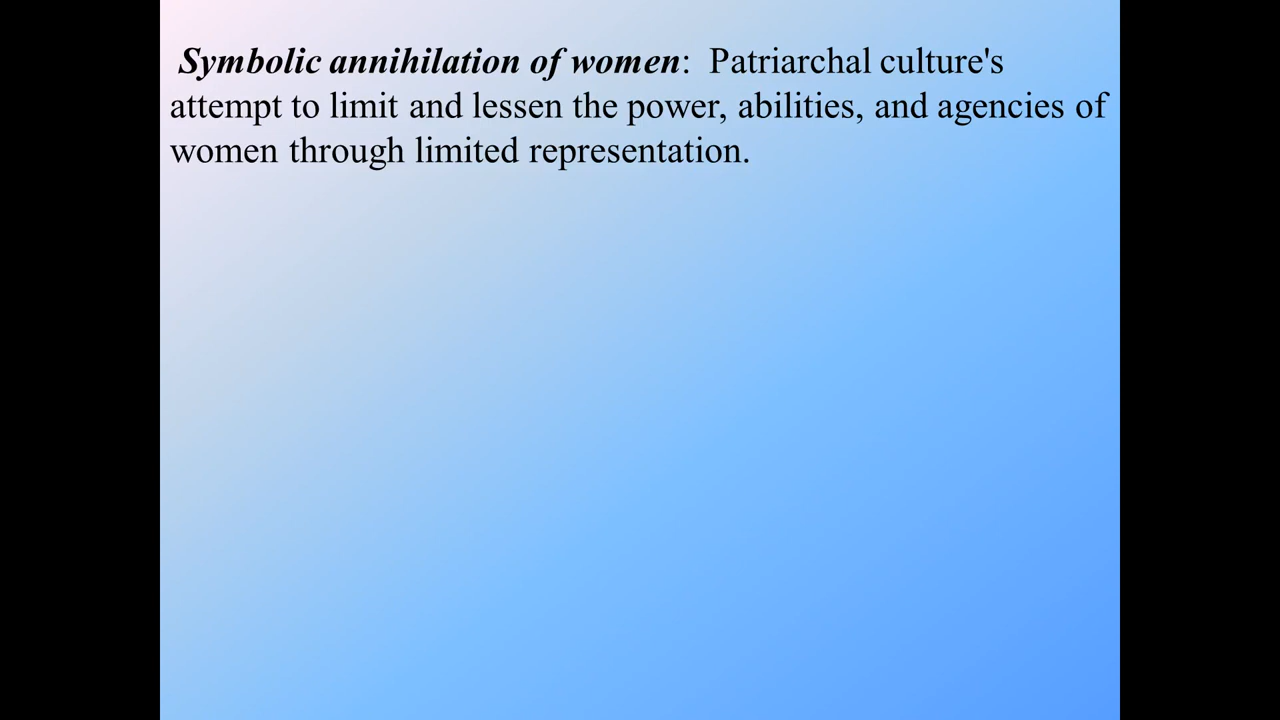 Symbolic annihilation of women:  Patriarchal culture's
attempt to limit and lessen the power, abilities, and agencies of
women through limited representation.